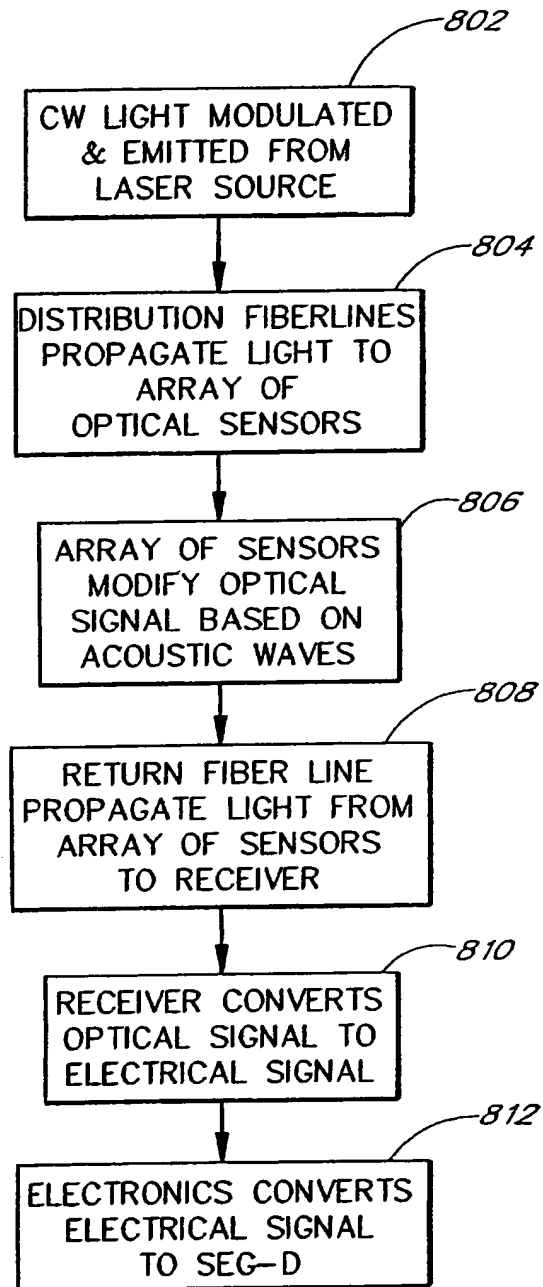 802
CW LIGHT MODULATED
& EMITTED FROM
LASER SOURCE
804
DISTRIBUTION FIBERLINES
PROPAGATE LIGHT TO
ARRAY OF
OPTICAL SENSORS
806
ARRAY OF SENSORS
MODIFY OPTICAL
SIGNAL BASED ON
ACOUSTIC WAVES
808
RETURN FIBER LINE
PROPAGATE LIGHT FROM
ARRAY OF SENSORS
TO RECEIVER
810
RECEIVER CONVERTS
OPTICAL SIGNAL TO
ELECTRICAL SIGNAL
812
ELECTRONICS CONVERTS
ELECTRICAL SIGNAL
TO SEG-D